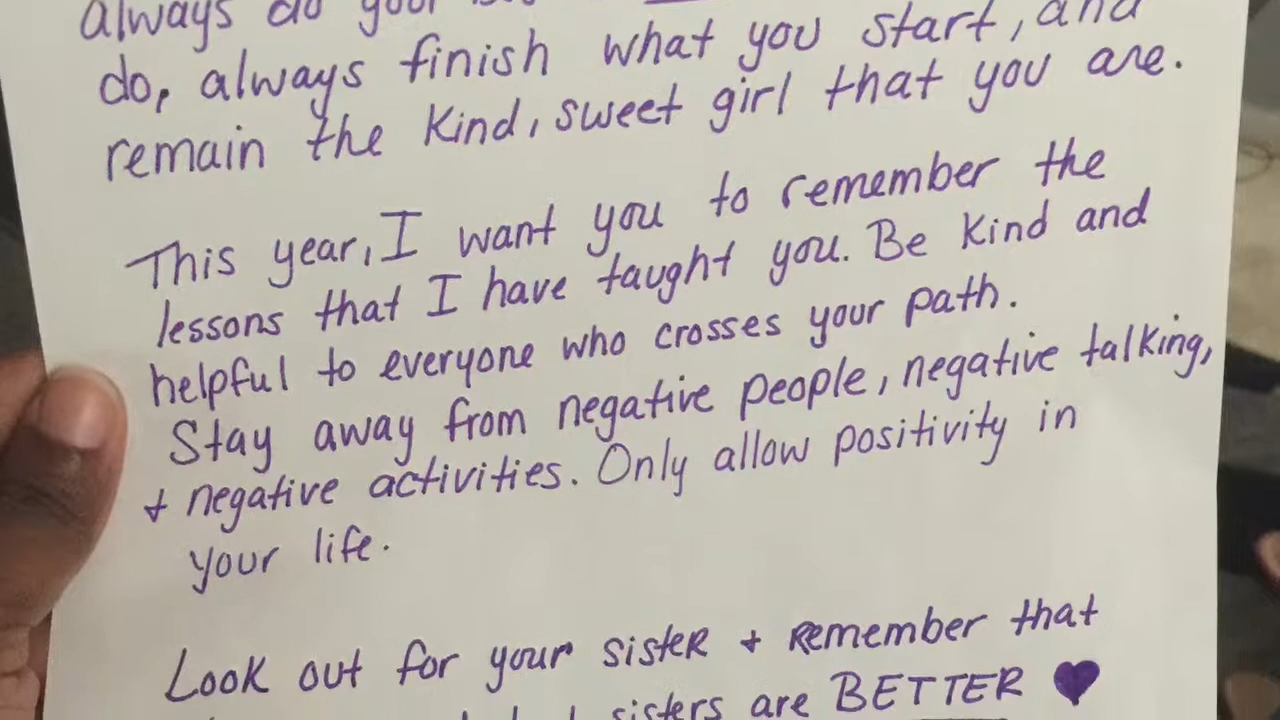 always do your
do, always finish what you start, and
remain the kind, sweet girl that you are.
This year, I want you to remember the
lessons that I have taught you. Be kind and
helpful to everyone who crosses your path.
Stay away from negative people, negative talking,
+ negative activities. Only allow positivity in
your life.
Look out for your sister + Remember that
sisters are BETTER ♥